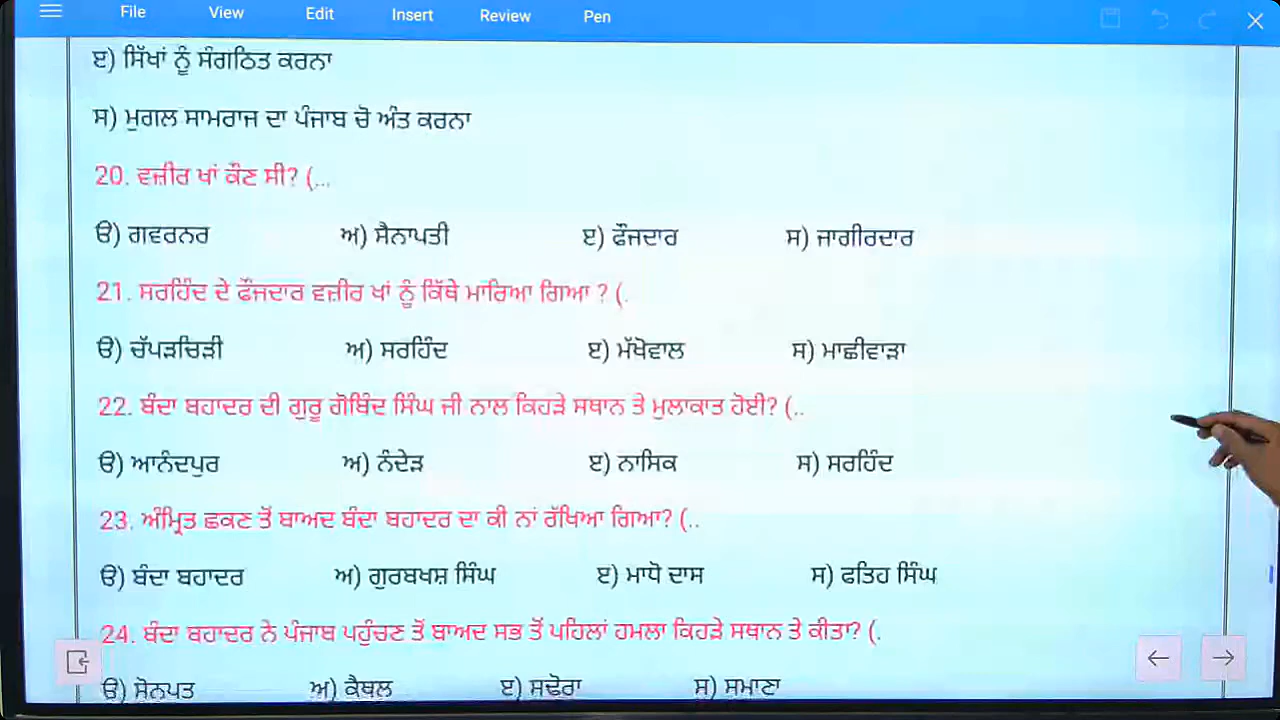 File View Edit Insert Review Pen
ੲ) ਸਿੱਖਾਂ ਨੂੰ ਸੰਗਠਿਤ ਕਰਨਾ
ਸ) ਮੁਗਲ ਸਾਮਰਾਜ ਦਾ ਪੰਜਾਬ ਚੋ ਅੰਤ ਕਰਨਾ
20. ਵਜ਼ੀਰ ਖਾਂ ਕੌਣ ਸੀ? (...
ੳ) ਗਵਰਨਰ ਅ) ਸੈਨਾਪਤੀ ੲ) ਫੌਜਦਾਰ ਸ) ਜਾਗੀਰਦਾਰ
21. ਸਰਹਿੰਦ ਦੇ ਫੌਜਦਾਰ ਵਜ਼ੀਰ ਖਾਂ ਨੂੰ ਕਿੱਥੇ ਮਾਰਿਆ ਗਿਆ ? (.
ੳ) ਚੱਪੜਚਿੜੀ ਅ) ਸਰਹਿੰਦ ੲ) ਮੱਖੋਵਾਲ ਸ) ਮਾਛੀਵਾੜਾ
22. ਬੰਦਾ ਬਹਾਦਰ ਦੀ ਗੁਰੂ ਗੋਬਿੰਦ ਸਿੰਘ ਜੀ ਨਾਲ ਕਿਹੜੇ ਸਥਾਨ ਤੇ ਮੁਲਾਕਾਤ ਹੋਈ? (..
ੳ) ਆਨੰਦਪੁਰ ਅ) ਨੰਦੇੜ ੲ) ਨਾਸਿਕ ਸ) ਸਰਹਿੰਦ
23. ਅੰਮ੍ਰਿਤ ਛਕਣ ਤੋਂ ਬਾਅਦ ਬੰਦਾ ਬਹਾਦਰ ਦਾ ਕੀ ਨਾਂ ਰੱਖਿਆ ਗਿਆ? (..
ੳ) ਬੰਦਾ ਬਹਾਦਰ ਅ) ਗੁਰਬਖਸ਼ ਸਿੰਘ ੲ) ਮਾਧੋ ਦਾਸ ਸ) ਫਤਿਹ ਸਿੰਘ
24. ਬੰਦਾ ਬਹਾਦਰ ਨੇ ਪੰਜਾਬ ਪਹੁੰਚਣ ਤੋਂ ਬਾਅਦ ਸਭ ਤੋਂ ਪਹਿਲਾਂ ਹਮਲਾ ਕਿਹੜੇ ਸਥਾਨ ਤੇ ਕੀਤਾ? (.
ੳ) ਸੋਨਪਤ ਅ) ਕੈਥਲ ੲ) ਸਢੋਰਾ ਸ) ਸਮਾਣਾ